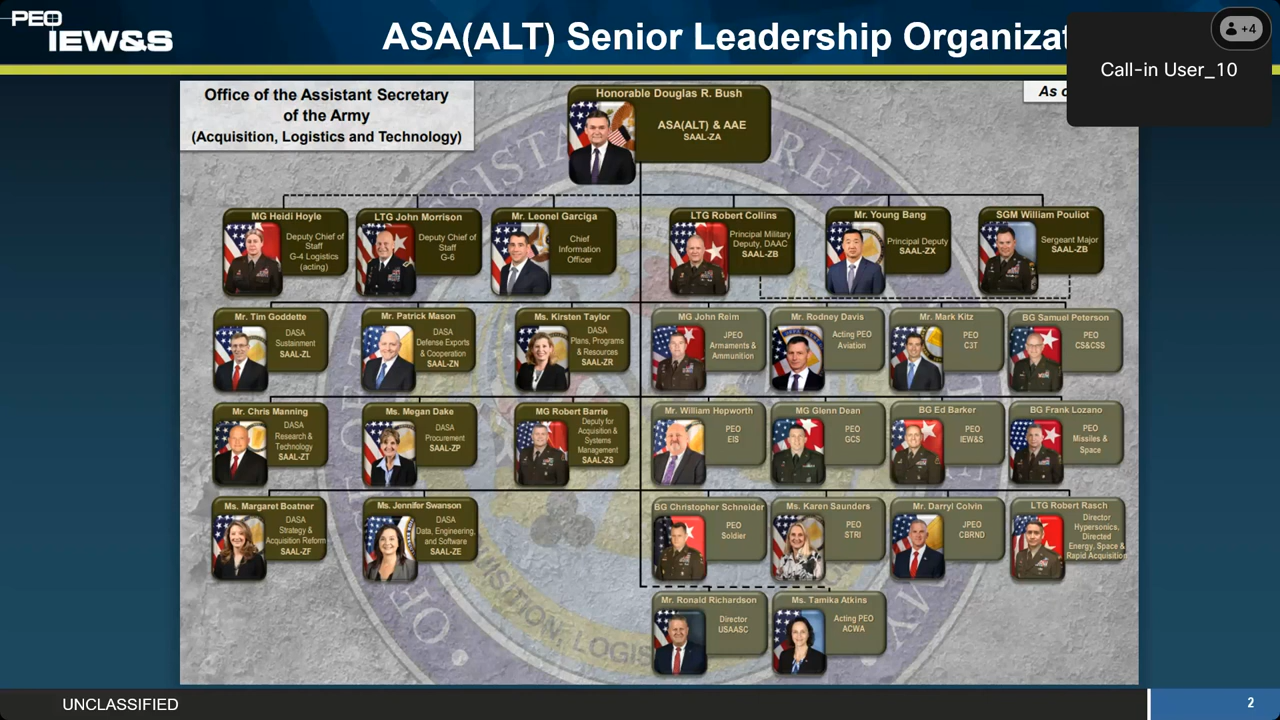 PEO
IEW&S
ASA(ALT) Senior Leadership Organizat
+4
Call-in User_10
Office of the Assistant Secretary
of the Army
(Acquisition, Logistics and Technology)
As o
Honorable Douglas R. Bush
ASA(ALT) & AAE
SAAL-ZA
MG Heidi Hoyle
Deputy Chief of
Staff
G-4 Logistics
(acting)
LTG John Morrison
Deputy Chief of
Staff
G-6
Mr. Leonel Garciga
Chief
Information
Officer
LTG Robert Collins
Principal Military
Deputy, DAAC
SAAL-ZB
Mr. Young Bang
Principal Deputy
SAAL-ZX
SGM William Pouliot
Sergeant Major
SAAL-ZB
Mr. Tim Goddette
DASA
Sustainment
SAAL-ZL
Mr. Patrick Mason
DASA
Defense Exports
& Cooperation
SAAL-ZN
Ms. Kirsten Taylor
DASA
Plans, Programs
& Resources
SAAL-ZR
MG John Reim
JPEO
Armaments &
Ammunition
Mr. Rodney Davis
Acting PEO
Aviation
Mr. Mark Kitz
PEO
C3T
BG Samuel Peterson
PEO
CS&CSS
Mr. Chris Manning
DASA
Research &
Technology
SAAL-ZT
Ms. Megan Dake
DASA
Procurement
SAAL-ZP
MG Robert Barrie
Deputy for
Acquisition &
Systems
Management
SAAL-ZS
Mr. William Hepworth
PEO
EIS
MG Glenn Dean
PEO
GCS
BG Ed Barker
PEO
IEW&S
BG Frank Lozano
PEO
Missiles &
Space
Ms. Margaret Boatner
DASA
Strategy &
Acquisition Reform
SAAL-ZF
Ms. Jennifer Swanson
DASA
Data, Engineering,
and Software
SAAL-ZE
BG Christopher Schneider
PEO
Soldier
Ms. Karen Saunders
PEO
STRI
Mr. Darryl Colvin
JPEO
CBRND
LTG Robert Rasch
Director
Hypersonics,
Directed
Energy, Space &
Rapid Acquisition
Mr. Ronald Richardson
Director
USAASC
Ms. Tamika Atkins
Acting PEO
ACWA
UNCLASSIFIED
2